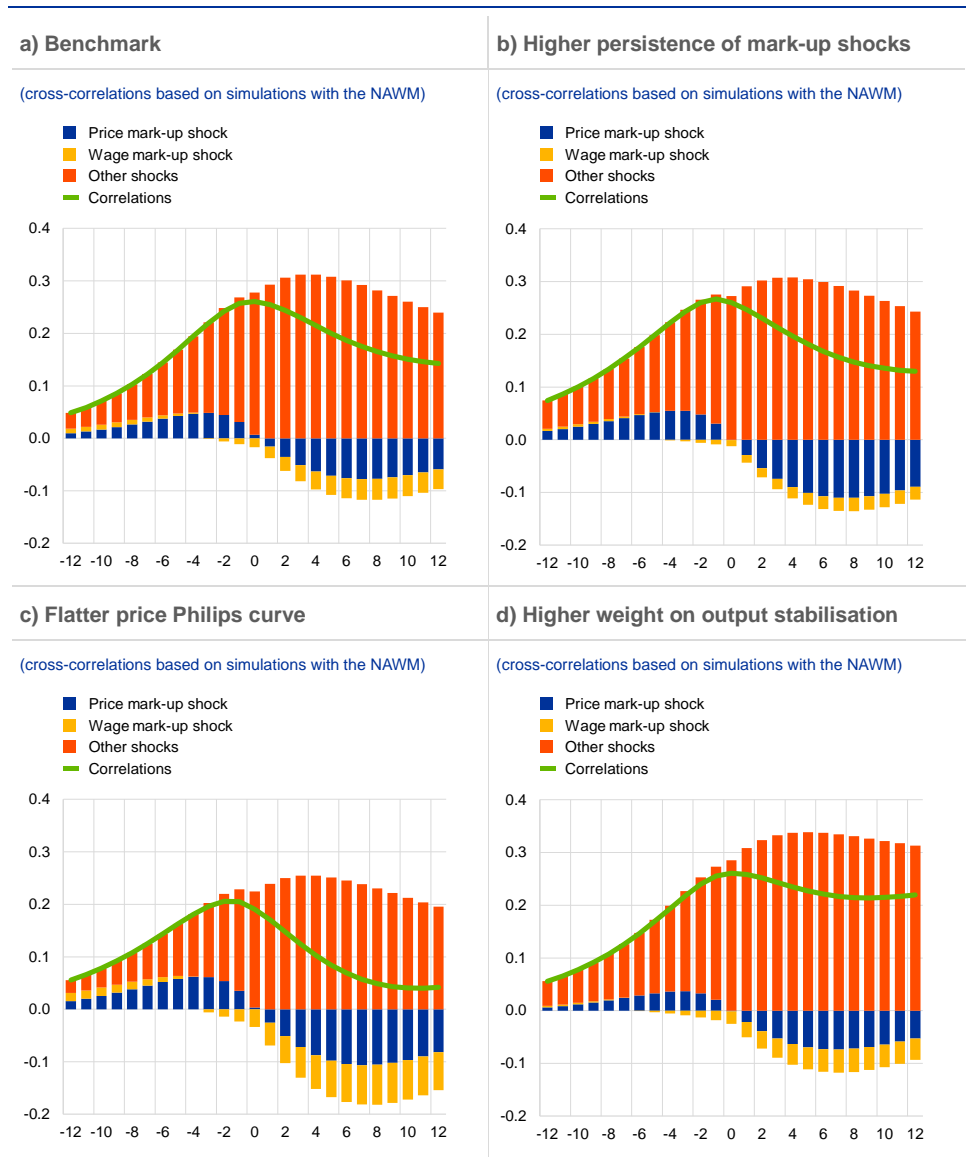 a) Benchmark
(cross-correlations based on simulations with the NAWM)
Price mark-up shock
Wage mark-up shock
Other shocks
Correlations
0.4
0.3
0.2
0.1
0.0
-0.1
-0.2
-12 -10 -8 -6 -4 -2 0 2 4 6 8 10 12
b) Higher persistence of mark-up shocks
(cross-correlations based on simulations with the NAWM)
Price mark-up shock
Wage mark-up shock
Other shocks
Correlations
0.4
0.3
0.2
0.1
0.0
-0.1
-0.2
-12 -10 -8 -6 -4 -2 0 2 4 6 8 10 12
c) Flatter price Philips curve
(cross-correlations based on simulations with the NAWM)
Price mark-up shock
Wage mark-up shock
Other shocks
Correlations
0.4
0.3
0.2
0.1
0.0
-0.1
-0.2
-12 -10 -8 -6 -4 -2 0 2 4 6 8 10 12
d) Higher weight on output stabilisation
(cross-correlations based on simulations with the NAWM)
Price mark-up shock
Wage mark-up shock
Other shocks
Correlations
0.4
0.3
0.2
0.1
0.0
-0.1
-0.2
-12 -10 -8 -6 -4 -2 0 2 4 6 8 10 12